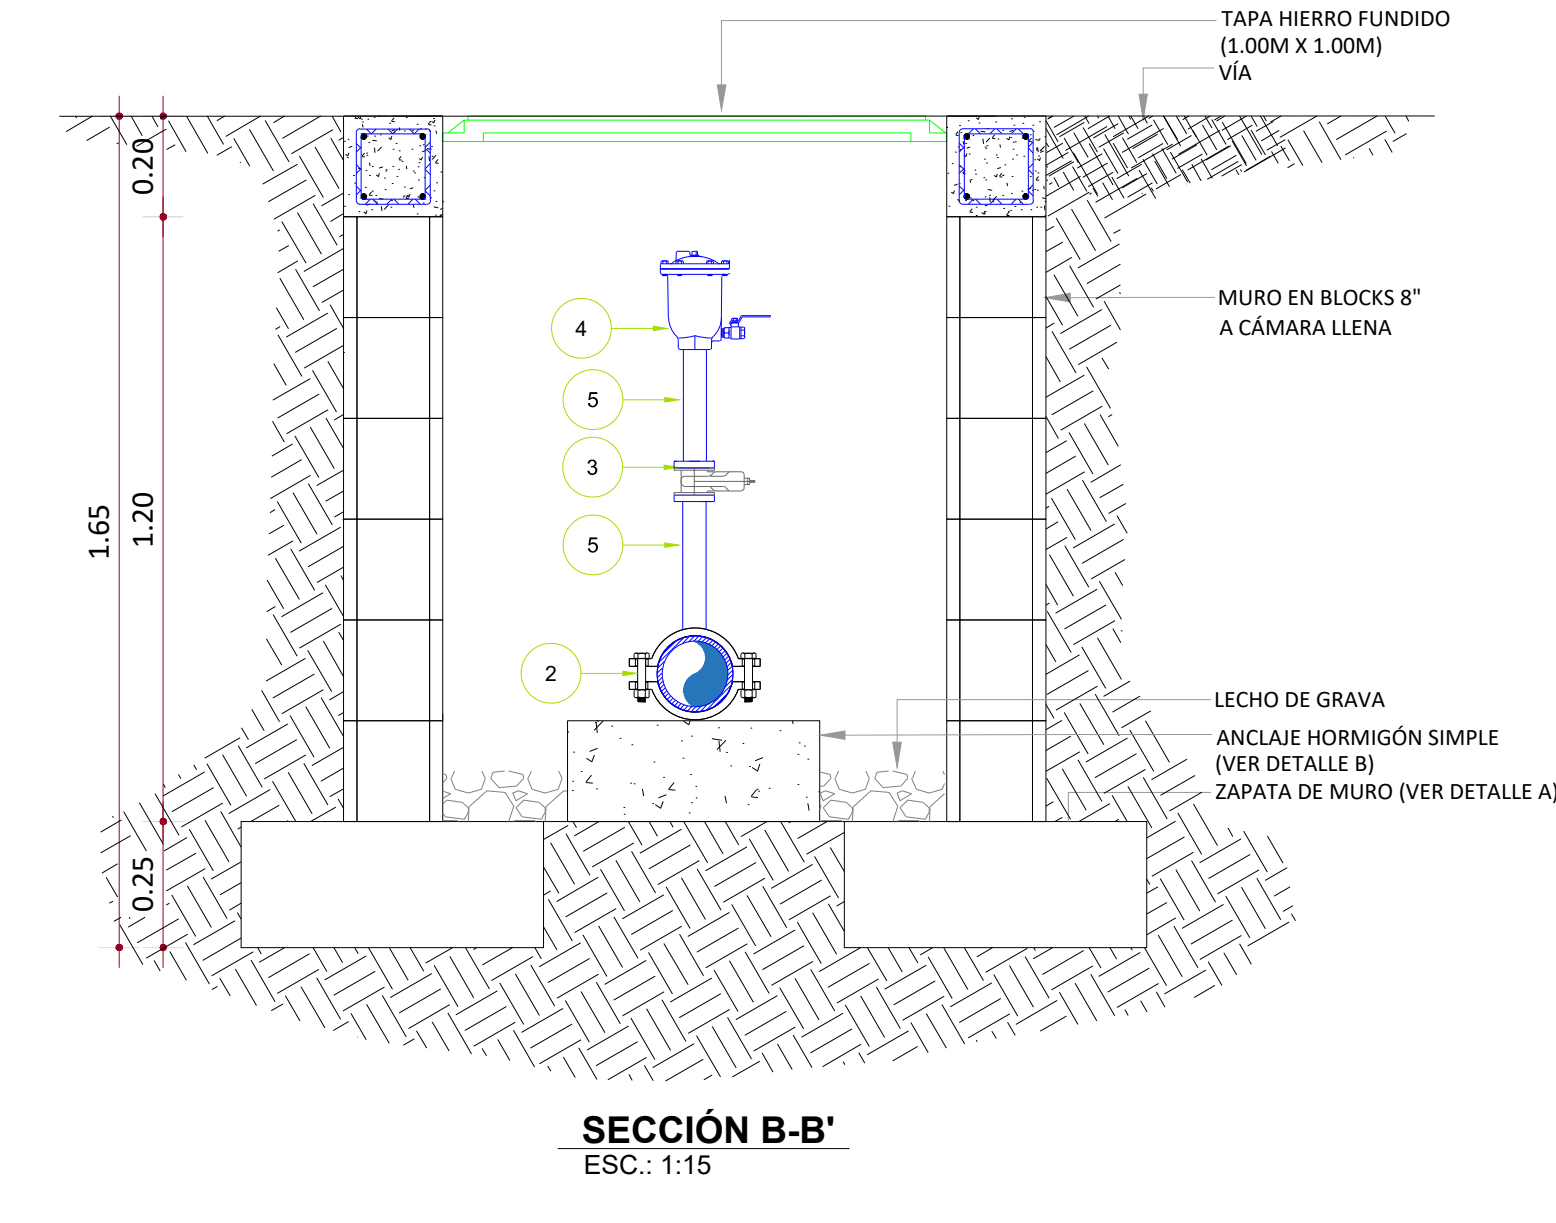 TAPA HIERRO FUNDIDO
(1.00M X 1.00M)
VÍA
0.20
MURO EN BLOCKS 8"
A CÁMARA LLENA
4
5
3
1.65
1.20
5
2
LECHO DE GRAVA
ANCLAJE HORMIGÓN SIMPLE
(VER DETALLE B)
ZAPATA DE MURO (VER DETALLE A)
0.25
SECCIÓN B-B'
ESC.: 1:15